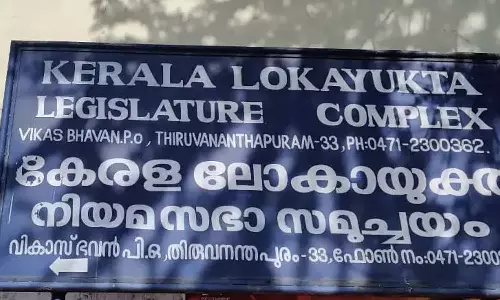 KERALA LOKAYUKTA
LEGISLATURE COMPLEX
VIKAS BHAVAN.P.O, THIRUVANANTHAPURAM-33, PH:0471-2300362.
കേരള ലോകായുക്ത
നിയമസഭാ സമുച്ചയം
വികാസ് ഭവൻ പി.ഒ, തിരുവനന്തപുരം-33, ഫോൺ നം:0471-2300